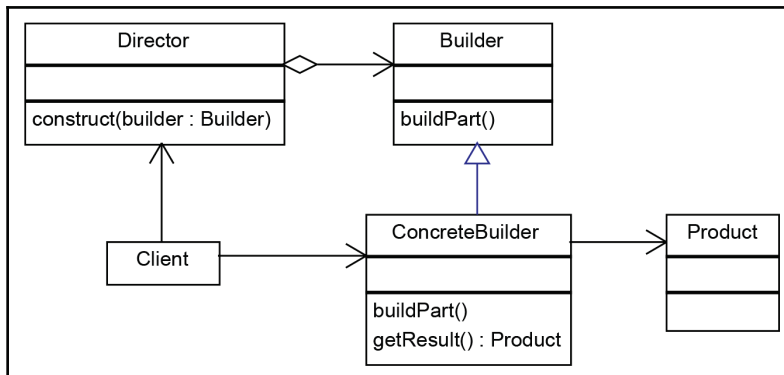 Director
Builder
construct(builder : Builder)
buildPart()
Client
ConcreteBuilder
Product
buildPart()
getResult() : Product